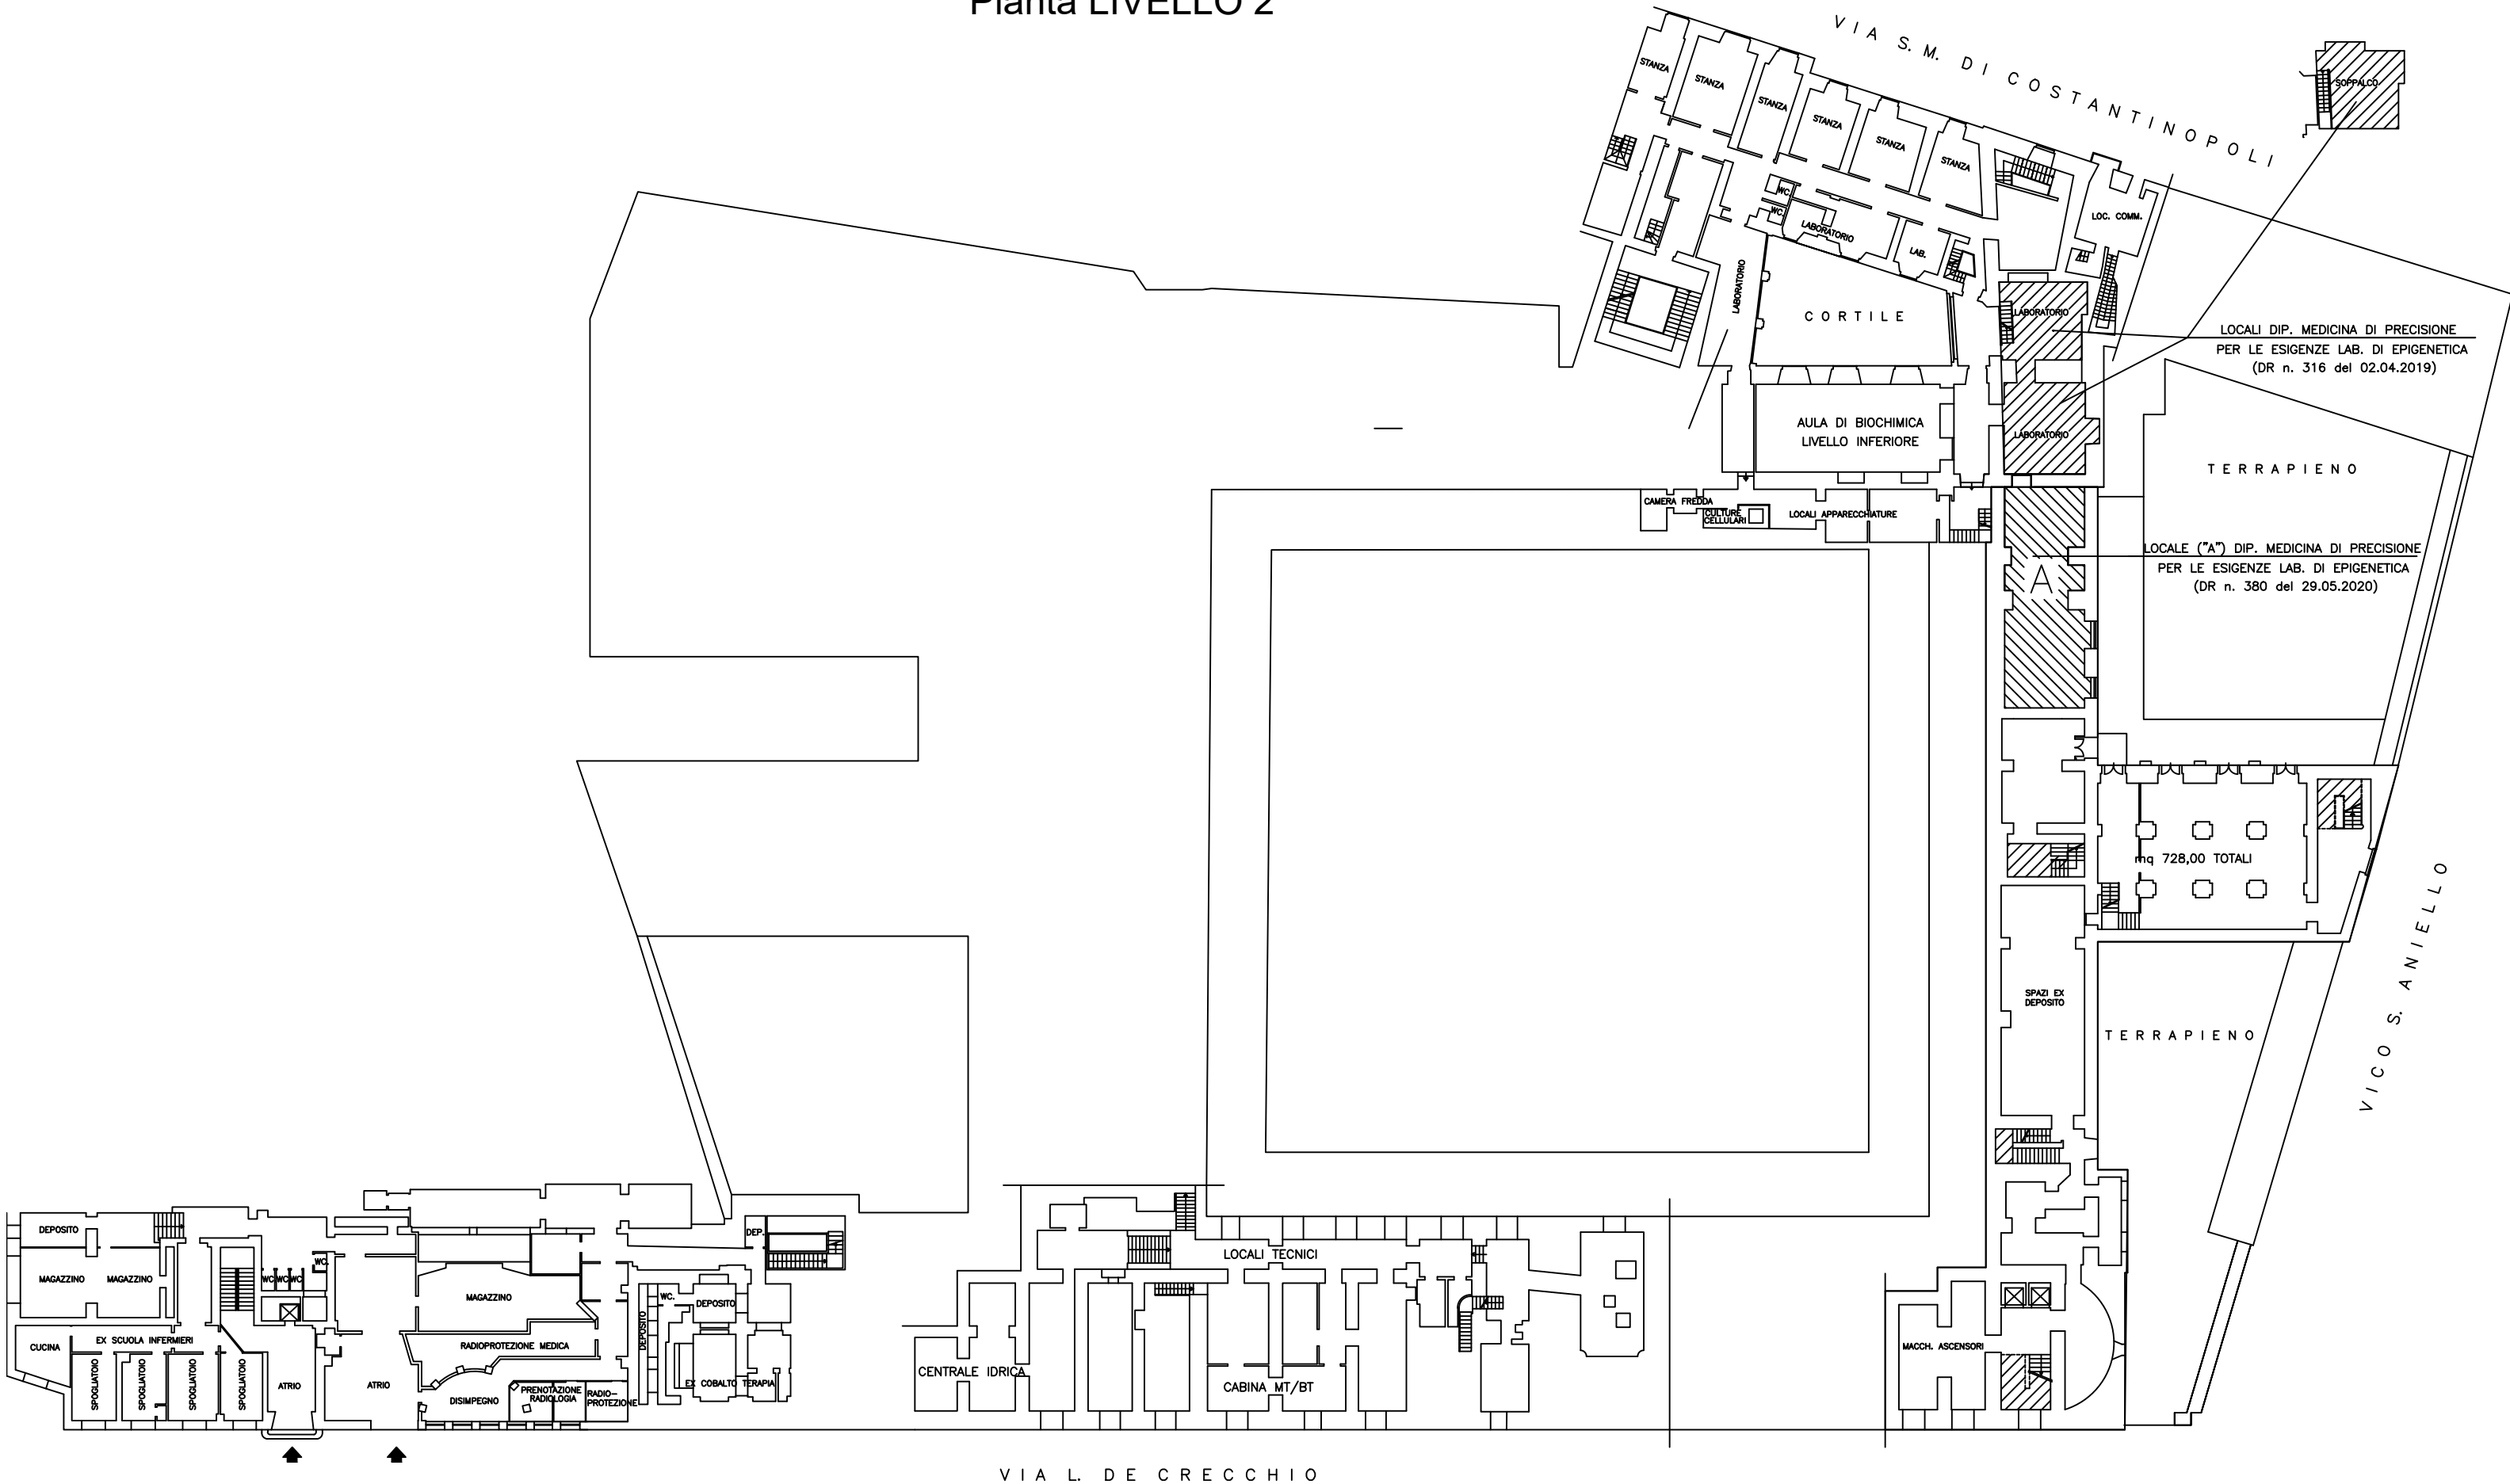 Pianta LIVELLO 2
VIA S. M. DI COSTANTINOPOLI
SOPPALCO
STANZA
STANZA
STANZA
STANZA
STANZA
STANZA
WC.
WC.
LABORATORIO
LAB.
LOC. COMM.
LABORATORIO
CORTILE
LABORATORIO
LOCALI DIP. MEDICINA DI PRECISIONE
PER LE ESIGENZE LAB. DI EPIGENETICA
(DR n. 316 del 02.04.2019)
AULA DI BIOCHIMICA
LIVELLO INFERIORE
LABORATORIO
TERRAPIENO
CAMERA FREDDA
CULTURE
CELLULARI
LOCALI APPARECCHIATURE
LOCALE ("A") DIP. MEDICINA DI PRECISIONE
PER LE ESIGENZE LAB. DI EPIGENETICA
(DR n. 380 del 29.05.2020)
A
mq 728,00 TOTALI
VICO S. ANIELLO
SPAZI EX
DEPOSITO
TERRAPIENO
DEPOSITO
MAGAZZINO
MAGAZZINO
WC
WC
WC
WC.
MAGAZZINO
DEP.
WC.
DEPOSITO
DEPOSITO
LOCALI TECNICI
CUCINA
EX SCUOLA INFERMIERI
RADIOPROTEZIONE MEDICA
MACCH. ASCENSORI
SPOGLIATOIO
SPOGLIATOIO
SPOGLIATOIO
SPOGLIATOIO
ATRIO
ATRIO
DISIMPEGNO
PRENOTAZIONE
RADIOLOGIA
RADIO-
PROTEZIONE
EX COBALTO TERAPIA
CENTRALE IDRICA
CABINA MT/BT
VIA L. DE CRECCHIO